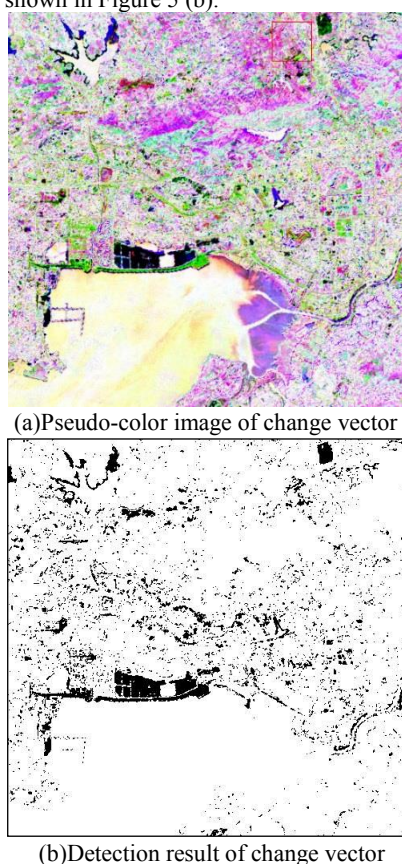 shown in Figure 5 (b).
(a)Pseudo-color image of change vector
(b)Detection result of change vector